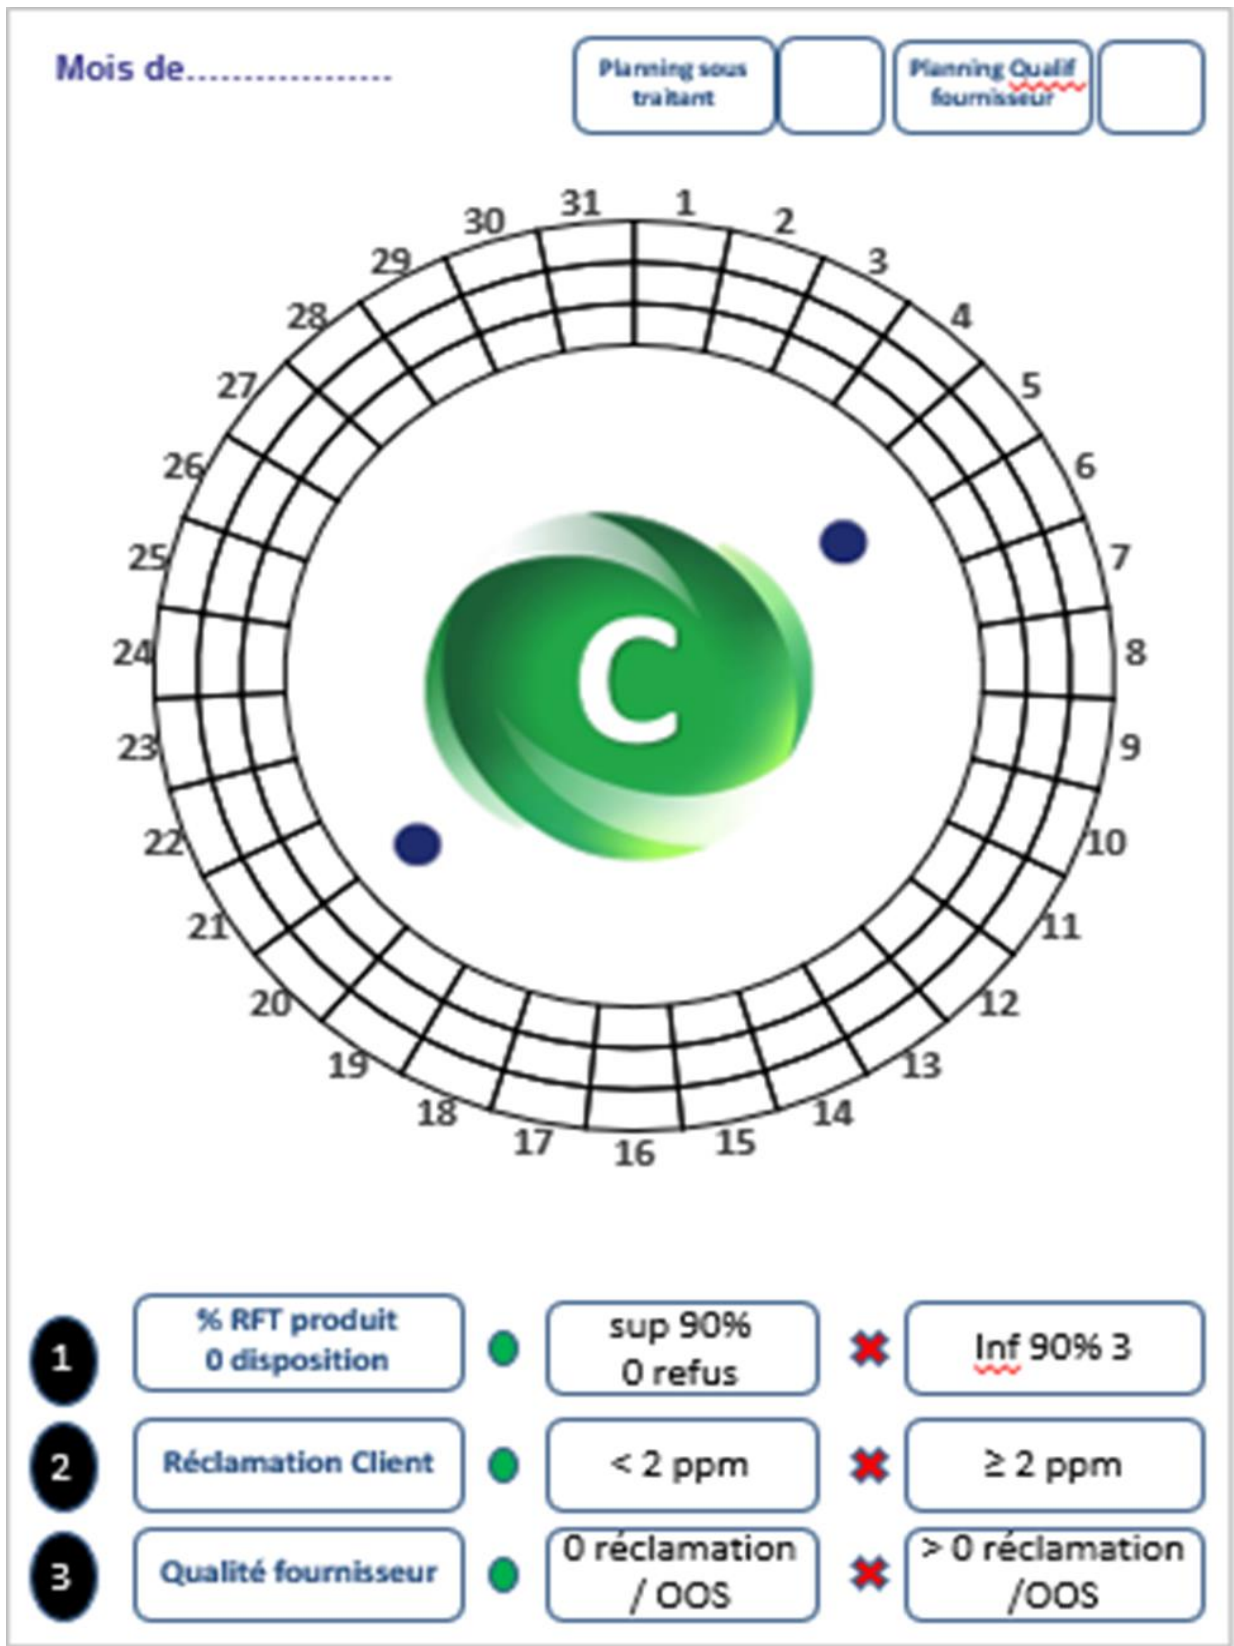 Mois de..................
Planning sous
traitant
Planning Qualif
fournisseur
31
1
30
2
29
3
28
4
27
5
26
6
25
7
24
8
C
23
9
22
10
21
11
20
12
19
13
18
14
17
15
16
1
% RFT produit
0 disposition
sup 90%
0 refus
Inf 90% 3
2
Réclamation Client
< 2 ppm
≥ 2 ppm
3
Qualité fournisseur
0 réclamation
/ OOS
> 0 réclamation
/OOS